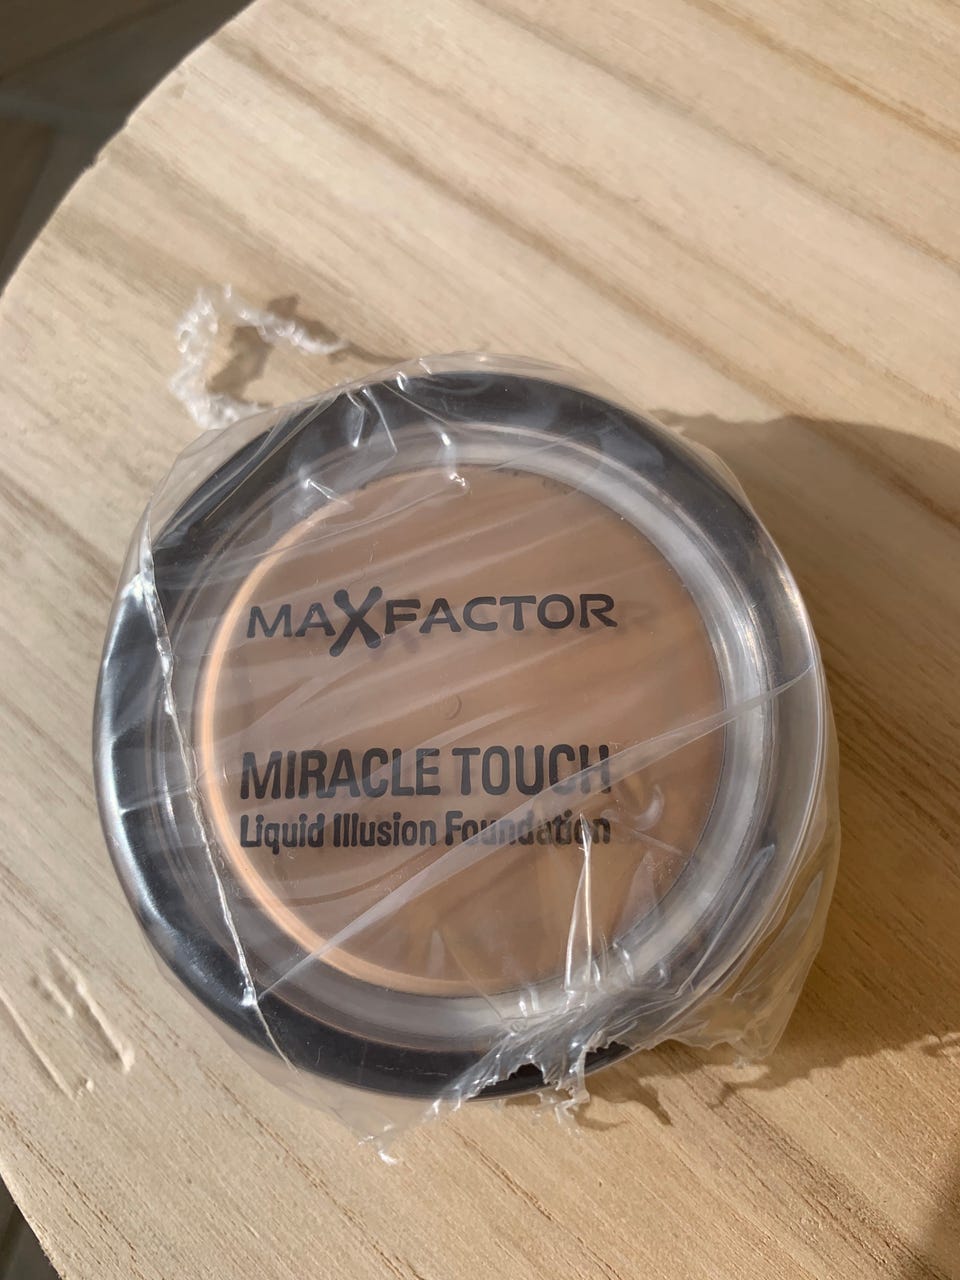 MAXFACTOR
MIRACLE TOUCH
Liquid Illusion Foundation